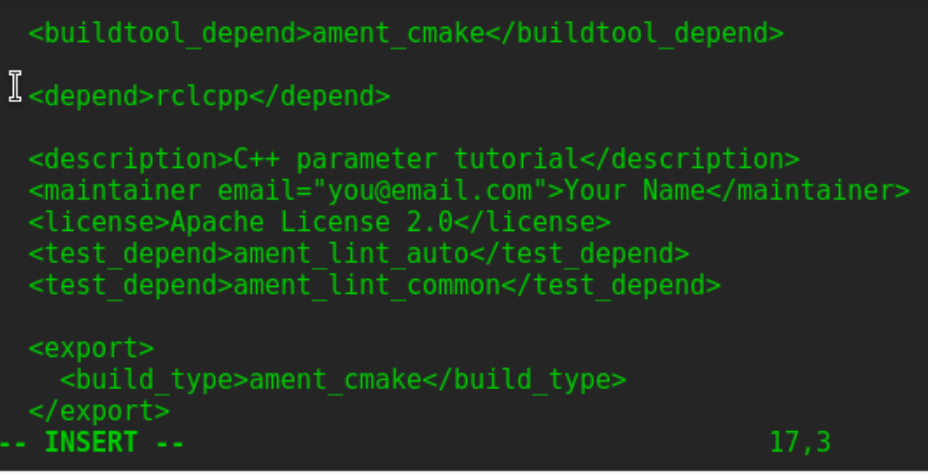 <buildtool_depend>ament_cmake</buildtool_depend>
<depend>rclcpp</depend>
<description>C++ parameter tutorial</description>
<maintainer email="you@email.com">Your Name</maintainer>
<license>Apache License 2.0</license>
<test_depend>ament_lint_auto</test_depend>
<test_depend>ament_lint_common</test_depend>
<export>
<build_type>ament_cmake</build_type>
</export>
-- INSERT -- 17,3